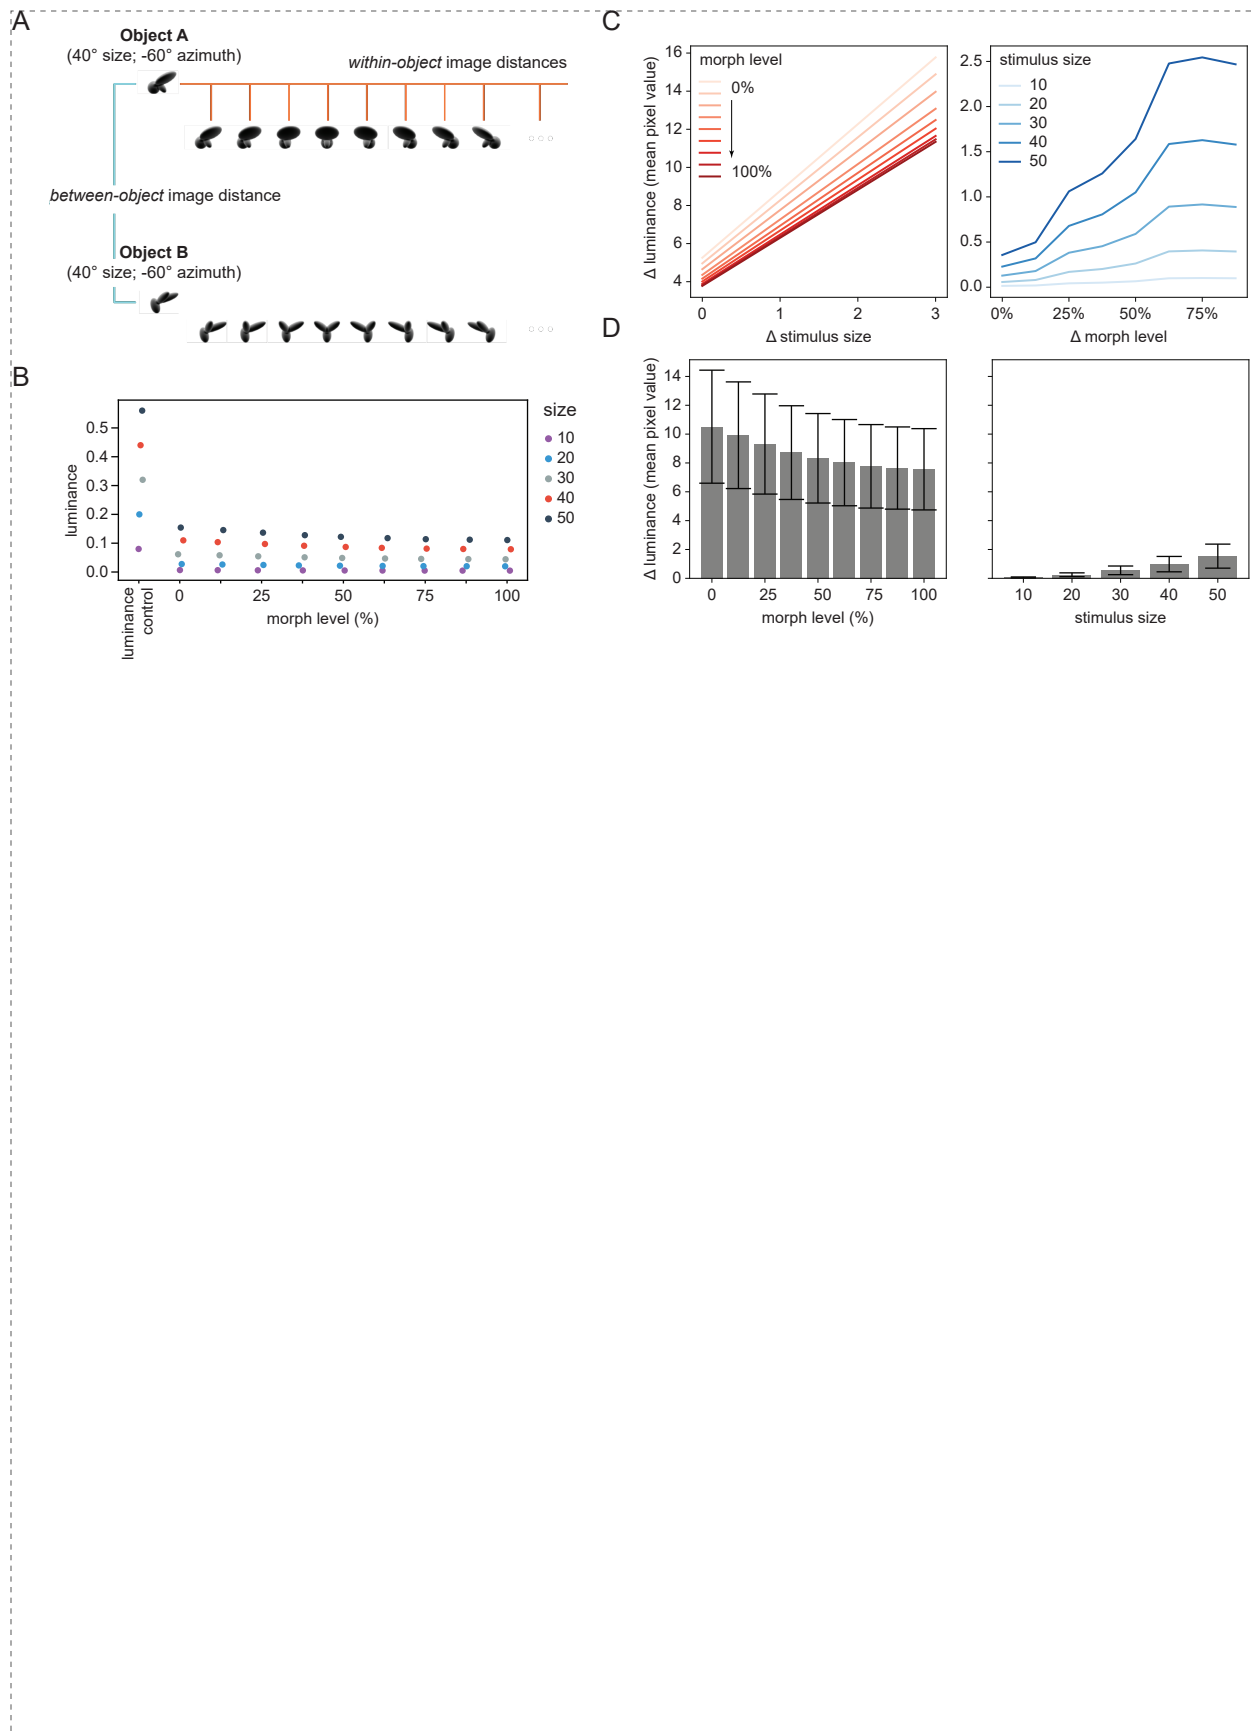 A
Object A
(40° size; -60° azimuth)
within-object image distances
between-object image distance
Object B
(40° size; -60° azimuth)
B
luminance
0.5
0.4
0.3
0.2
0.1
0.0
luminance
control
0 25 50 75 100
morph level (%)
size
10
20
30
40
50
C
Δ luminance (mean pixel value)
16
14
12
10
8
6
4
morph level
0%
100%
0 1 2 3
Δ stimulus size
2.5
2.0
1.5
1.0
0.5
0.0
stimulus size
10
20
30
40
50
0% 25% 50% 75%
Δ morph level
D
Δ luminance (mean pixel value)
14
12
10
8
6
4
2
0
0 25 50 75 100
morph level (%)
10 20 30 40 50
stimulus size